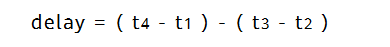 delay = ( t4 - t1 ) - ( t3 - t2 )